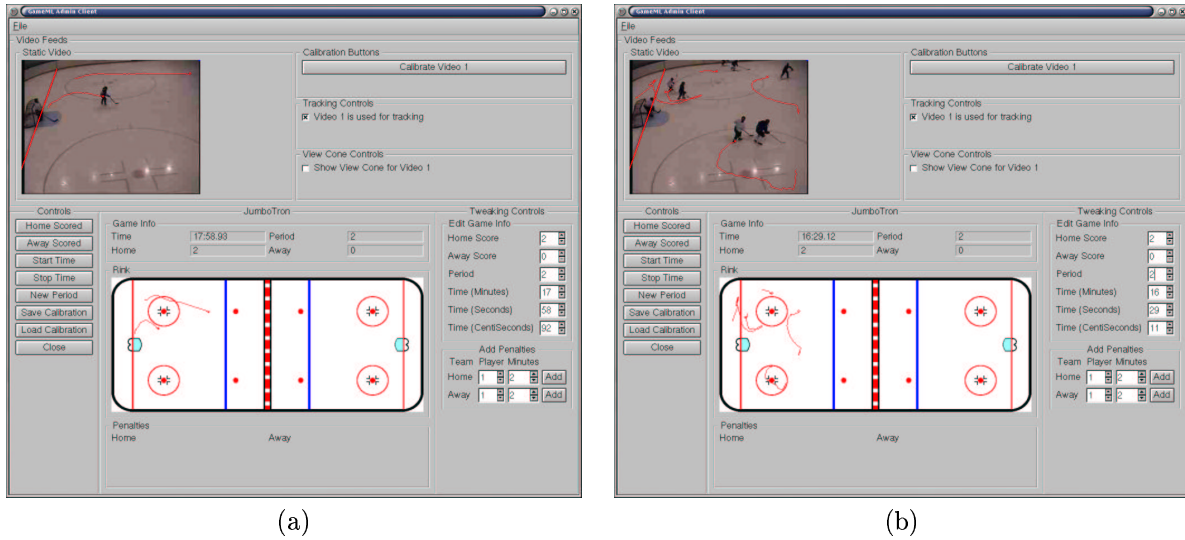 GameML Admin Client
File
Video Feeds
Static Video
Calibration Buttons
Calibrate Video 1
Tracking Controls
Video 1 is used for tracking
View Cone Controls
Show View Cone for Video 1
Controls
Home Scored
Away Scored
Start Time
Stop Time
New Period
Save Calibration
Load Calibration
Close
JumboTron
Game Info
Time 17:58.93 Period 2
Home 2 Away 0
Rink
Penalties
Home Away
Tweaking Controls
Edit Game Info
Home Score 2
Away Score 0
Period 2
Time (Minutes) 17
Time (Seconds) 58
Time (CentiSeconds) 92
Add Penalties
Team Player Minutes
Home 1 2 Add
Away 1 2 Add
(a)
GameML Admin Client
File
Video Feeds
Static Video
Calibration Buttons
Calibrate Video 1
Tracking Controls
Video 1 is used for tracking
View Cone Controls
Show View Cone for Video 1
Controls
Home Scored
Away Scored
Start Time
Stop Time
New Period
Save Calibration
Load Calibration
Close
JumboTron
Game Info
Time 16:29.12 Period 2
Home 2 Away 0
Rink
Penalties
Home Away
Tweaking Controls
Edit Game Info
Home Score 2
Away Score 0
Period 2
Time (Minutes) 16
Time (Seconds) 29
Time (CentiSeconds) 11
Add Penalties
Team Player Minutes
Home 1 2 Add
Away 1 2 Add
(b)